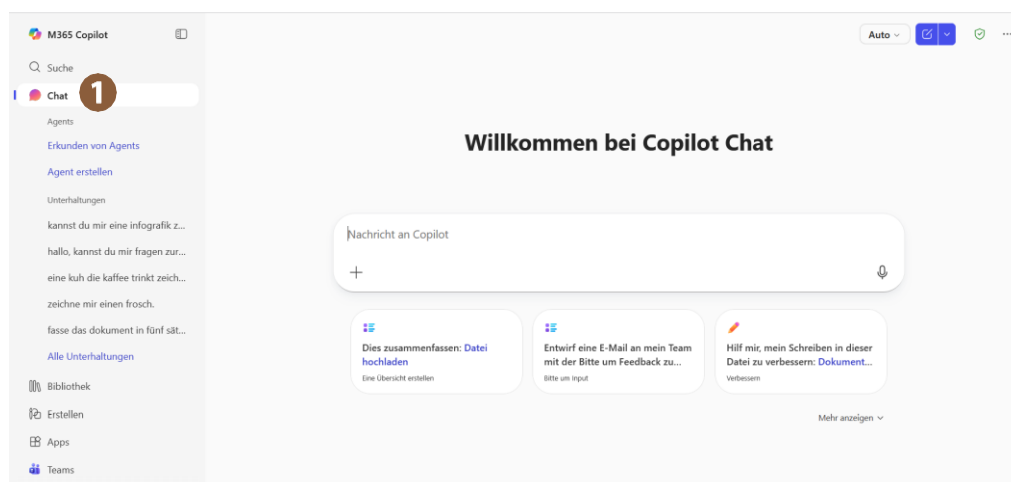 M365 Copilot
Suche
Chat
1
Agents
Erkunden von Agents
Agent erstellen
Unterhaltungen
kannst du mir eine infografik z...
hallo, kannst du mir fragen zur...
eine kuh die kaffee trinkt zeich...
zeichne mir einen frosch.
fasse das dokument in fünf sät...
Alle Unterhaltungen
Bibliothek
Erstellen
Apps
Teams
Auto
Willkommen bei Copilot Chat
Nachricht an Copilot
Dies zusammenfassen: Datei
hochladen
Eine Übersicht erstellen
Entwirf eine E-Mail an mein Team
mit der Bitte um Feedback zu...
Bitte um Input
Hilf mir, mein Schreiben in dieser
Datei zu verbessern: Dokument...
Verbessern
Mehr anzeigen